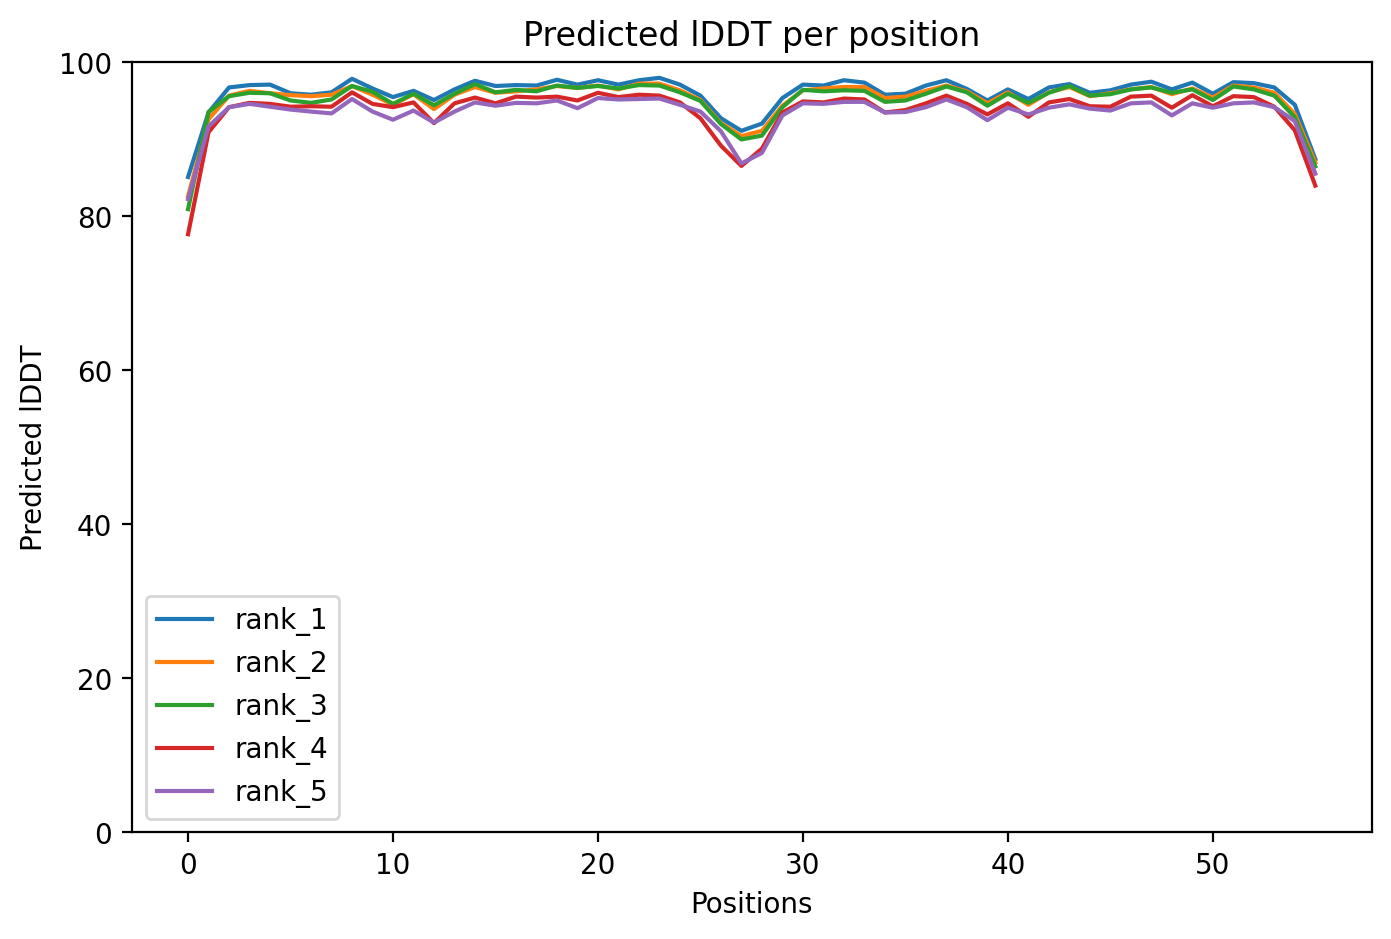 Predicted lDDT per position
100
80
60
40
20
0
Predicted lDDT
rank_1
rank_2
rank_3
rank_4
rank_5
0 10 20 30 40 50
Positions